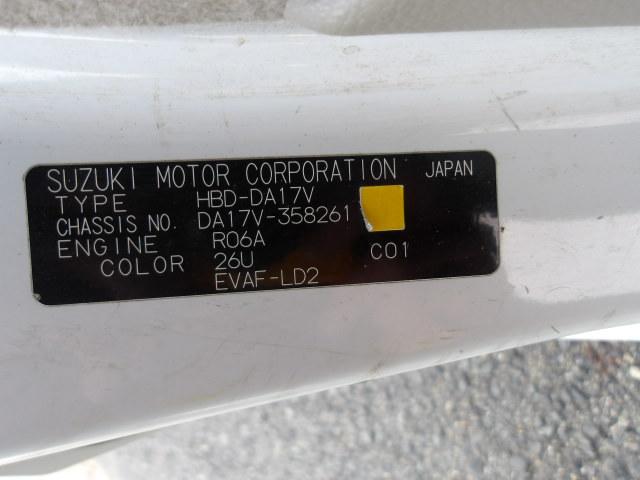 SUZUKI MOTOR CORPORATION JAPAN
TYPE HBD-DA17V
CHASSIS NO. DA17V-358261
ENGINE R06A
COLOR 26U C01
EVAF-LD2